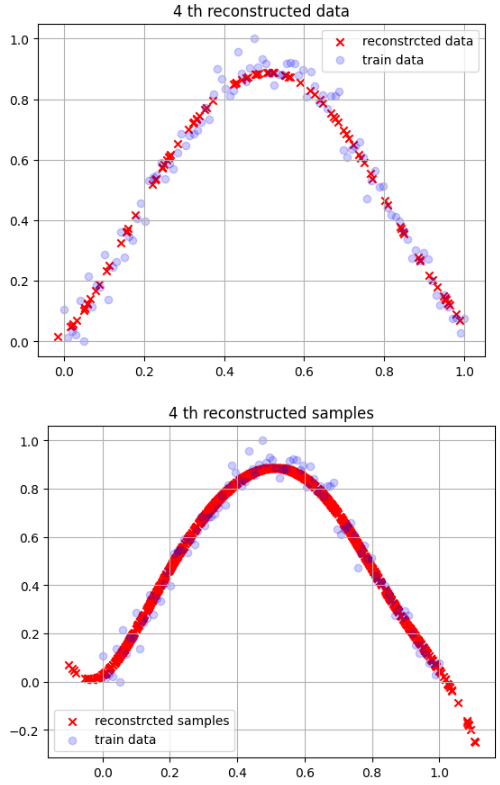 4 th reconstructed data
reconstrcted data
train data
1.0
0.8
0.6
0.4
0.2
0.0
0.0 0.2 0.4 0.6 0.8 1.0
4 th reconstructed samples
1.0
0.8
0.6
0.4
0.2
0.0
−0.2
reconstrcted samples
train data
0.0 0.2 0.4 0.6 0.8 1.0